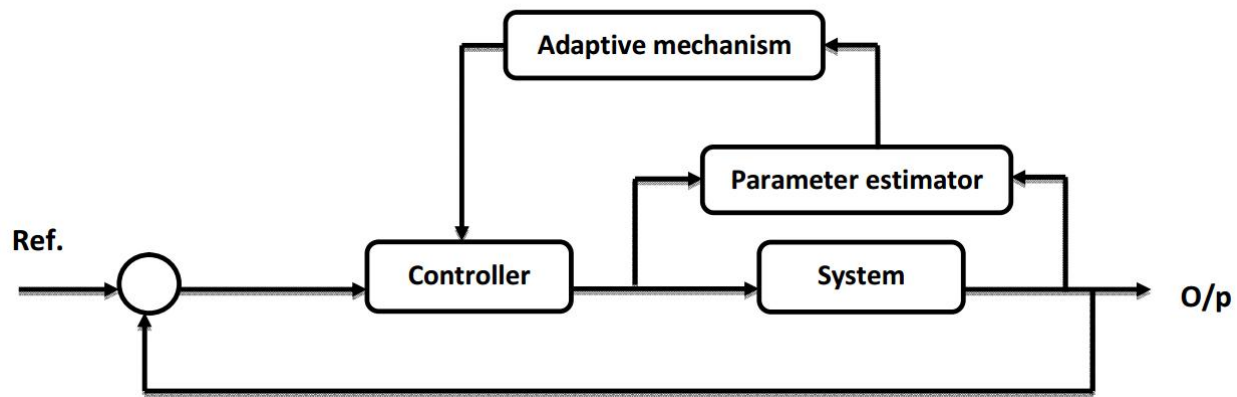 Adaptive mechanism
Parameter estimator
Ref.
Controller
System
O/p